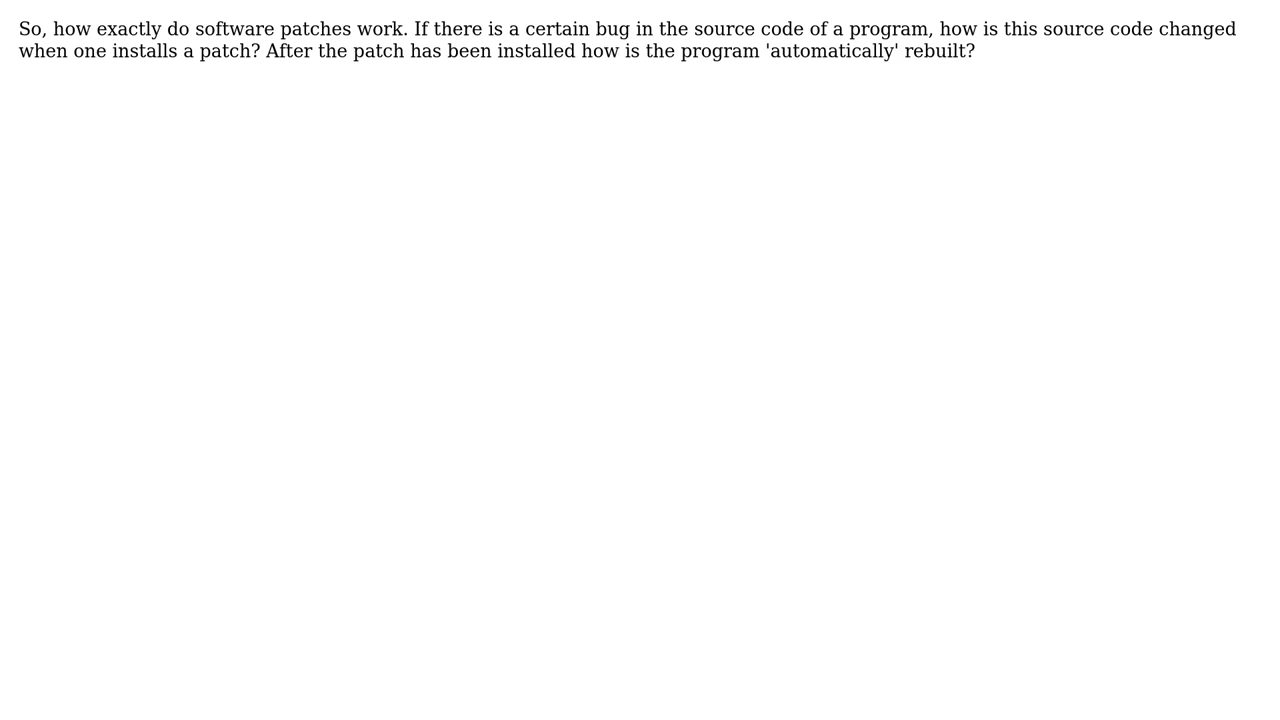 So, how exactly do software patches work. If there is a certain bug in the source code of a program, how is this source code changed
when one installs a patch? After the patch has been installed how is the program 'automatically' rebuilt?